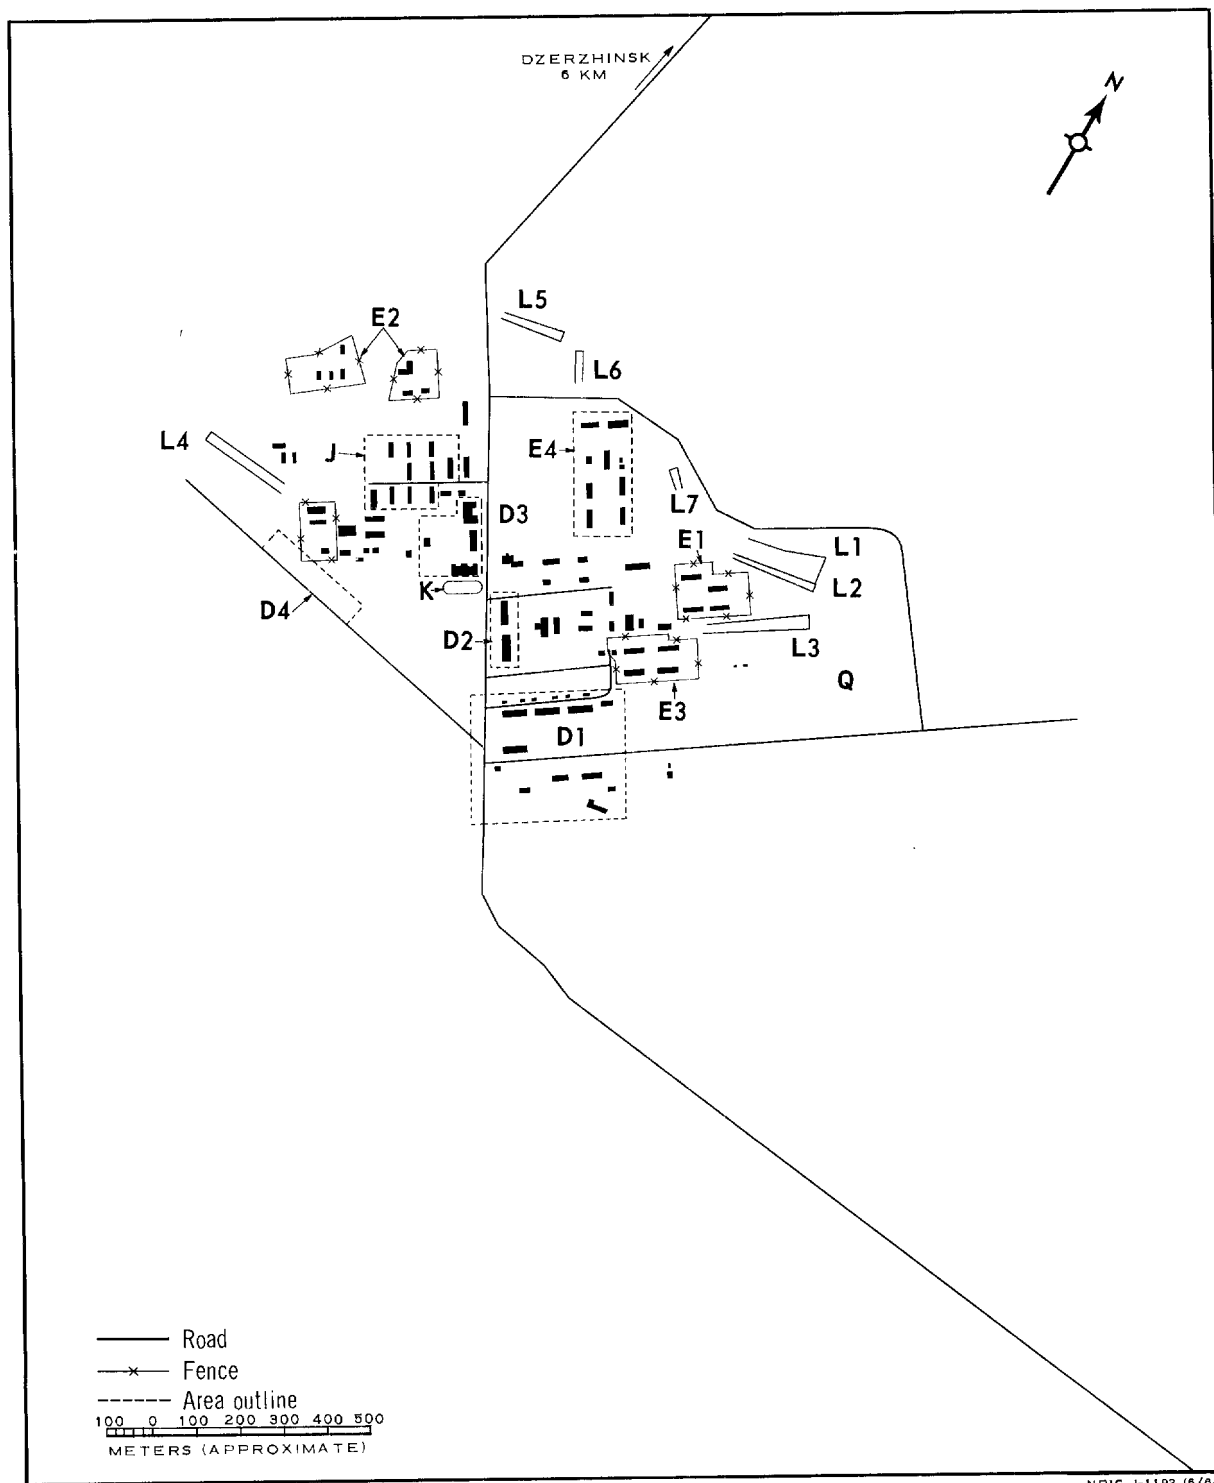 DZERZHINSK
6 KM
N
L5
E2
L6
L4
J
E4
L7
D3
E1
L1
L2
K
D4
D2
L3
Q
E3
D1
Road
Fence
Area outline
100 0 100 200 300 400 500
METERS (APPROXIMATE)